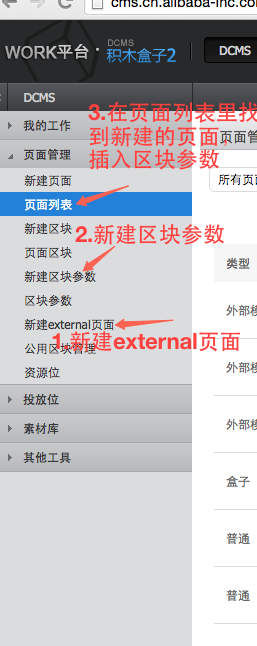 cms.cn.alibaba-inc.com
WORK平台·
DCMS
积木盒子2
DCMS
DCMS
3.在页面列表里找到新建的页面插入区块参数
我的工作
页面管理
页面管
新建页面
所有页面
页面列表
新建区块
2.新建区块参数
页面区块
类型
新建区块参数
区块参数
外部模
新建external页面
1.新建external页面
公用区块管理
外部模
资源位
投放位
外部模
素材库
其他工具
盒子
普通
普通